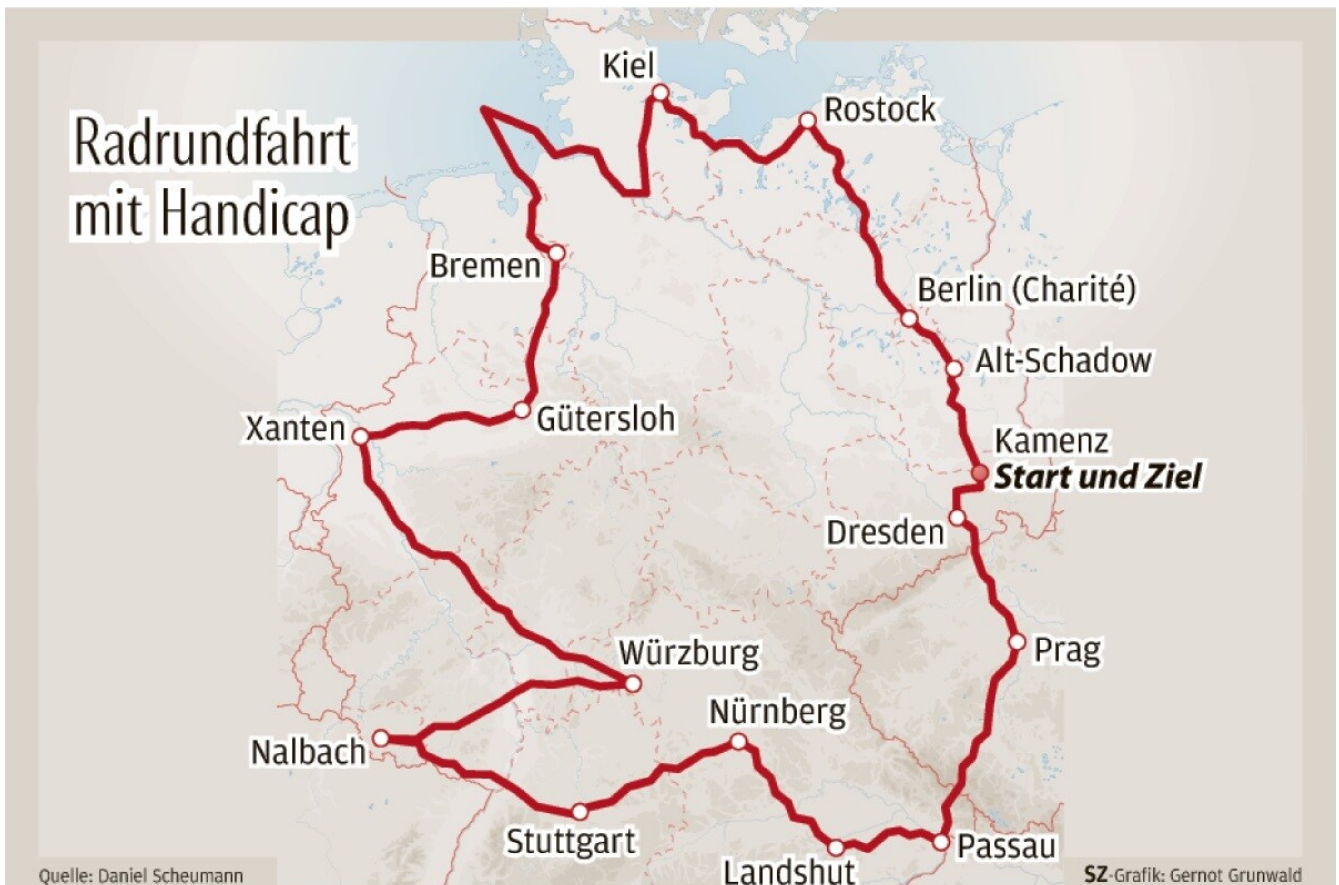 Radrundfahrt
mit Handicap
Kiel
Rostock
Bremen
Berlin (Charité)
Alt-Schadow
Xanten
Gütersloh
Kamenz
Start und Ziel
Dresden
Würzburg
Prag
Nürnberg
Nalbach
Stuttgart
Landshut
Passau
Quelle: Daniel Scheumann
SZ-Grafik: Gernot Grunwald